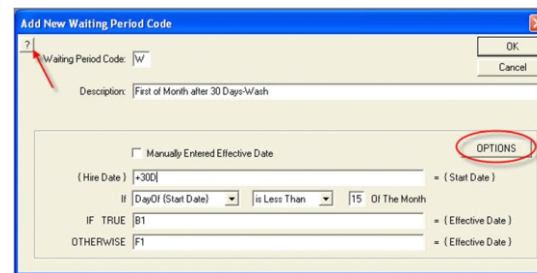 Add New Waiting Period Code
?
OK
Waiting Period Code: W
Cancel
Description: First of Month after 30 Days-Wash
OPTIONS
Manually Entered Effective Date
( Hire Date ) +30D = ( Start Date )
If DayOf (Start Date) is Less Than 15 Of The Month
IF TRUE B1 = ( Effective Date )
OTHERWISE F1 = ( Effective Date )